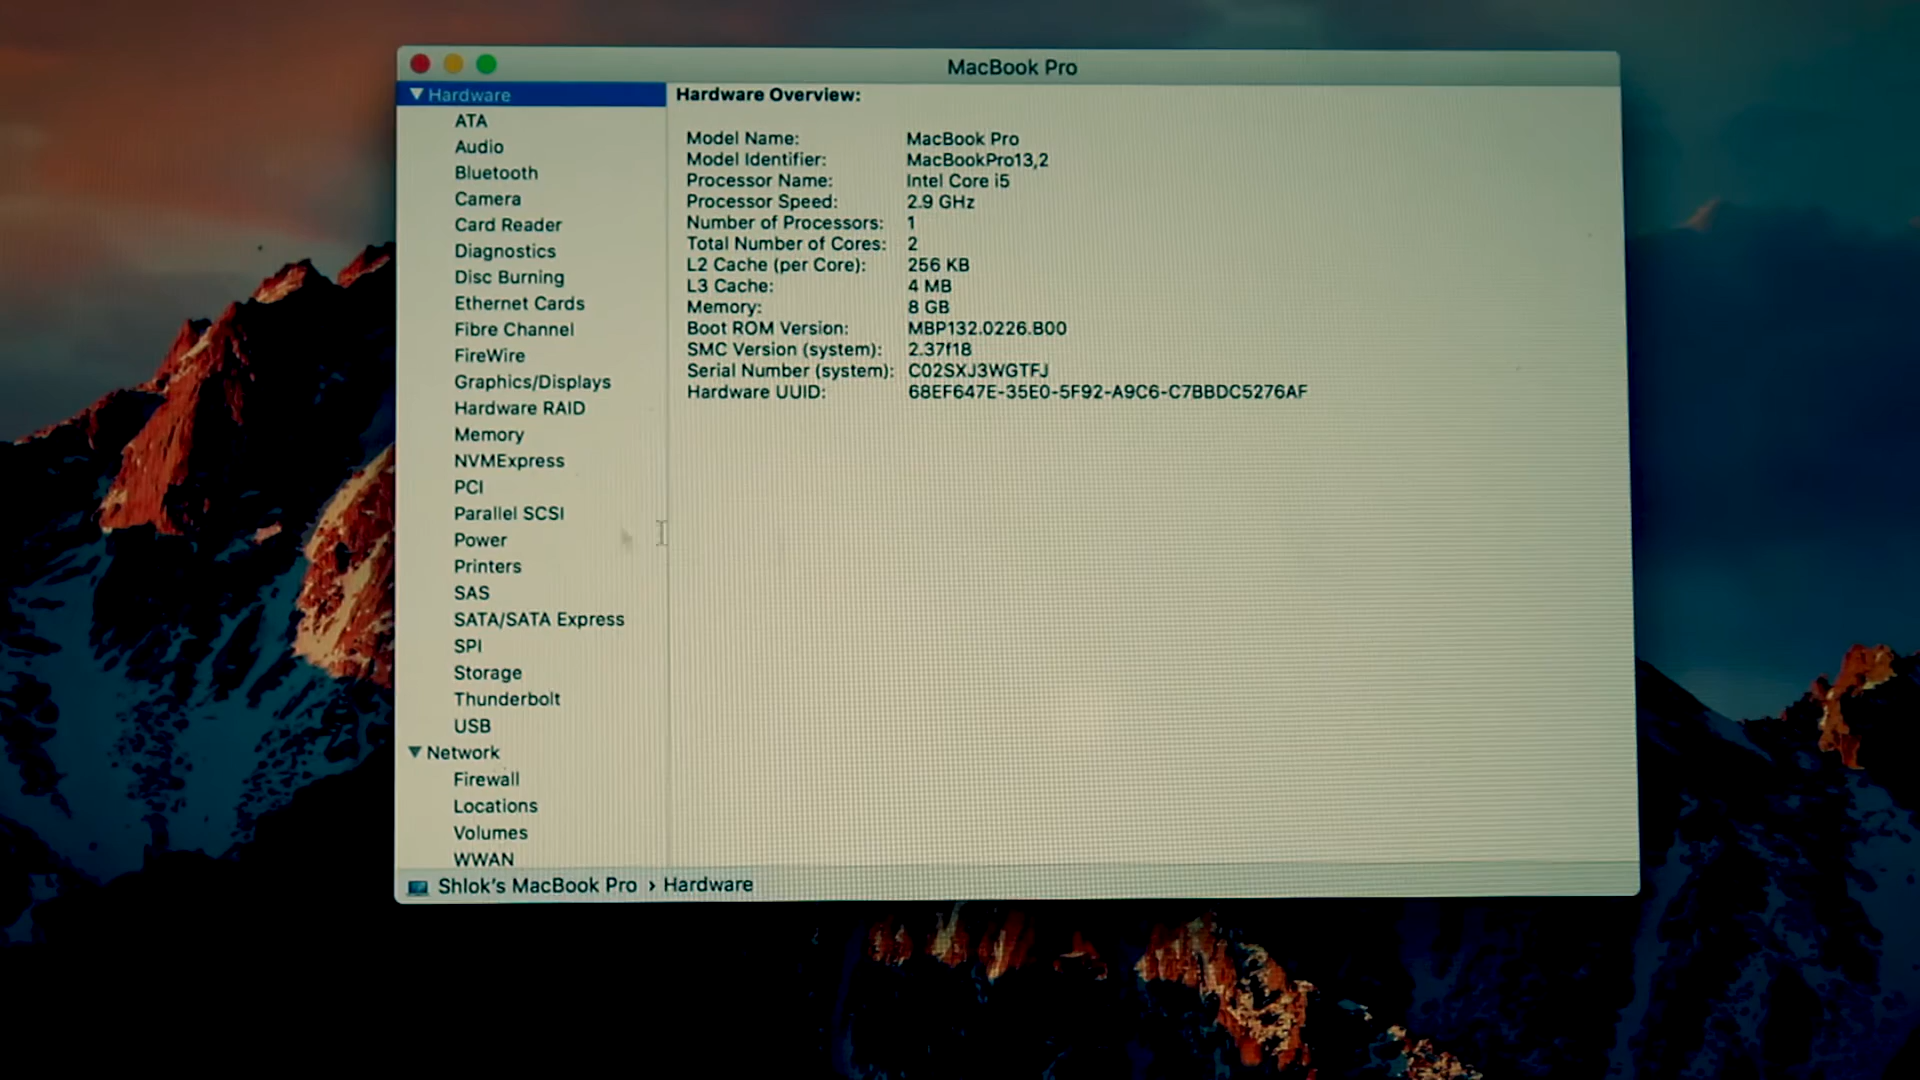 MacBook Pro
Hardware
ATA
Audio
Bluetooth
Camera
Card Reader
Diagnostics
Disc Burning
Ethernet Cards
Fibre Channel
FireWire
Graphics/Displays
Hardware RAID
Memory
NVMExpress
PCI
Parallel SCSI
Power
Printers
SAS
SATA/SATA Express
SPI
Storage
Thunderbolt
USB
Network
Firewall
Locations
Volumes
WWAN
Hardware Overview:
Model Name: MacBook Pro
Model Identifier: MacBookPro13,2
Processor Name: Intel Core i5
Processor Speed: 2.9 GHz
Number of Processors: 1
Total Number of Cores: 2
L2 Cache (per Core): 256 KB
L3 Cache: 4 MB
Memory: 8 GB
Boot ROM Version: MBP132.0226.B00
SMC Version (system): 2.37f18
Serial Number (system): C02SXJ3WGTFJ
Hardware UUID: 68EF647E-35E0-5F92-A9C6-C7BBDC5276AF
Shlok's MacBook Pro › Hardware